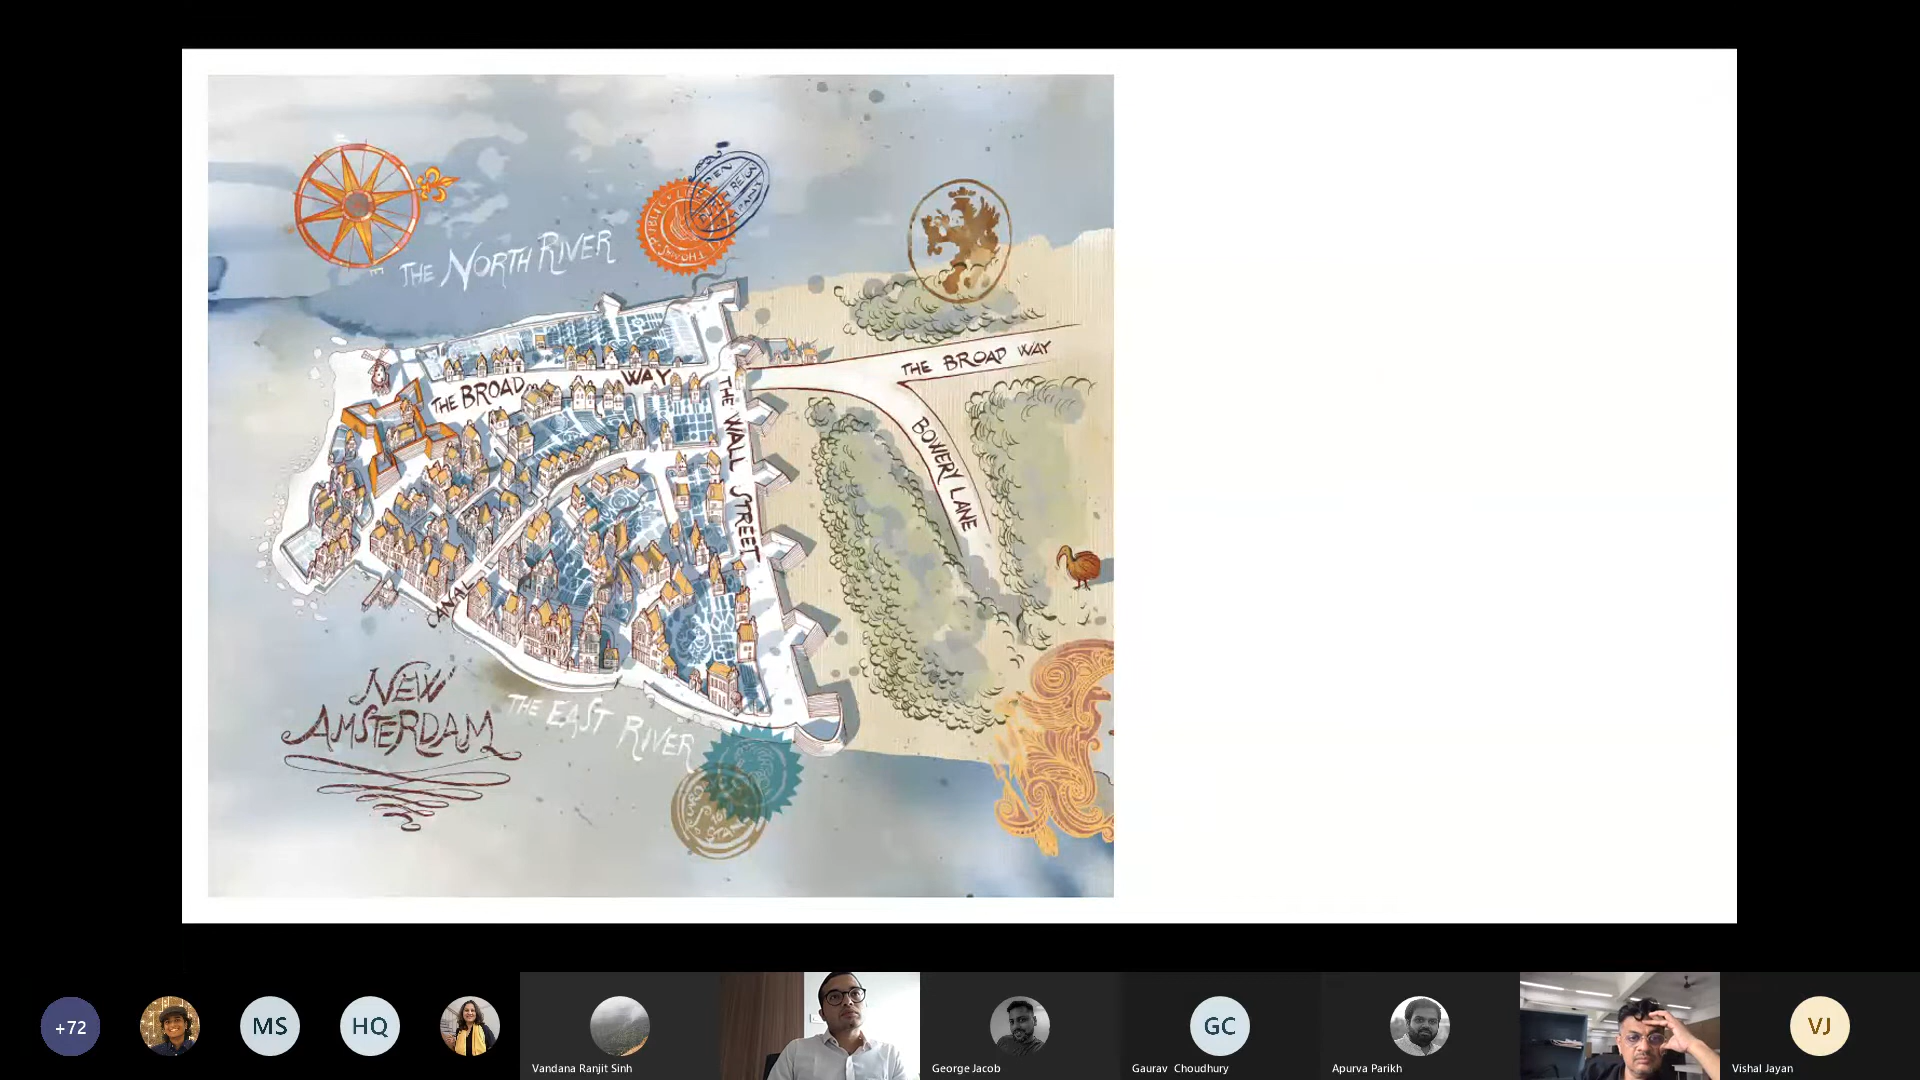 THE NORTH RIVER
THE BROAD WAY
THE BROAD WAY
THE WALL STREET
BOWERY LANE
CANAL
NEW
AMSTERDAM
THE EAST RIVER
+72
MS
HQ
GC
VJ
Vandana Ranjit Sinh
George Jacob
Gaurav Choudhury
Apurva Parikh
Vishal Jayan